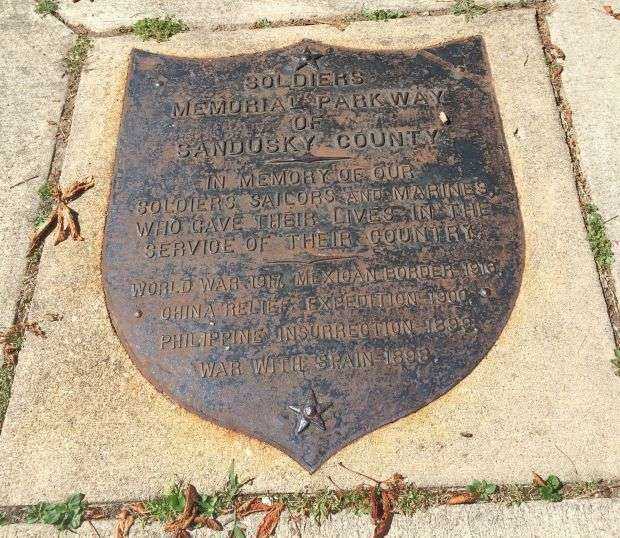 SOLDIERS
MEMORIAL PARKWAY
OF
SANDUSKY COUNTY
IN MEMORY OF OUR
SOLDIERS, SAILORS AND MARINES,
WHO GAVE THEIR LIVES IN THE
SERVICE OF THEIR COUNTRY.
WORLD WAR 1917, MEXICAN BORDER 1916,
CHINA RELIEF EXPEDITION 1900,
PHILIPPINE INSURRECTION 1898,
WAR WITH SPAIN 1898